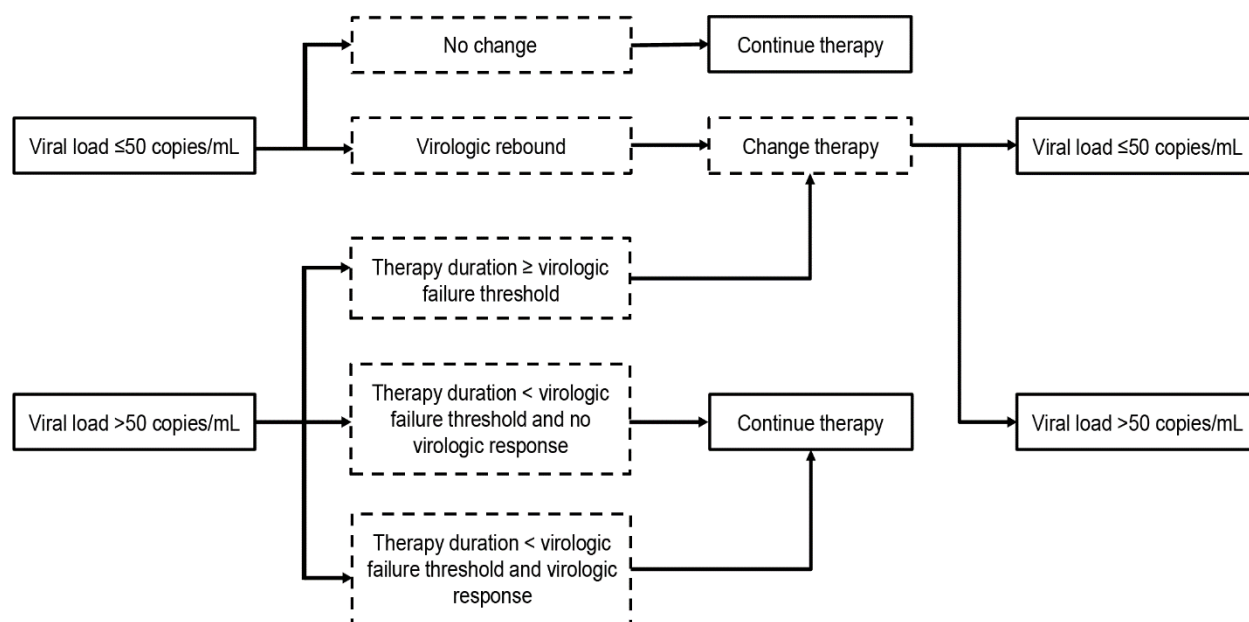 No change
Continue therapy
Viral load ≤50 copies/mL
Virologic rebound
Change therapy
Viral load ≤50 copies/mL
Therapy duration ≥ virologic
failure threshold
Viral load >50 copies/mL
Therapy duration < virologic
failure threshold and no
virologic response
Continue therapy
Viral load >50 copies/mL
Therapy duration < virologic
failure threshold and virologic
response